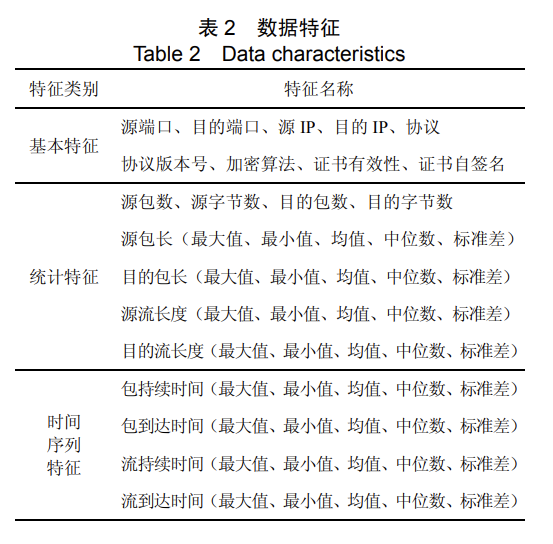 表 2 数据特征
Table 2 Data characteristics
特征类别 特征名称
基本特征
源端口、目的端口、源 IP、目的 IP、协议
协议版本号、加密算法、证书有效性、证书自签名
统计特征
源包数、源字节数、目的包数、目的字节数
源包长（最大值、最小值、均值、中位数、标准差）
目的包长（最大值、最小值、均值、中位数、标准差）
源流长度（最大值、最小值、均值、中位数、标准差）
目的流长度（最大值、最小值、均值、中位数、标准差）
时间
序列
特征
包持续时间（最大值、最小值、均值、中位数、标准差）
包到达时间（最大值、最小值、均值、中位数、标准差）
流持续时间（最大值、最小值、均值、中位数、标准差）
流到达时间（最大值、最小值、均值、中位数、标准差）